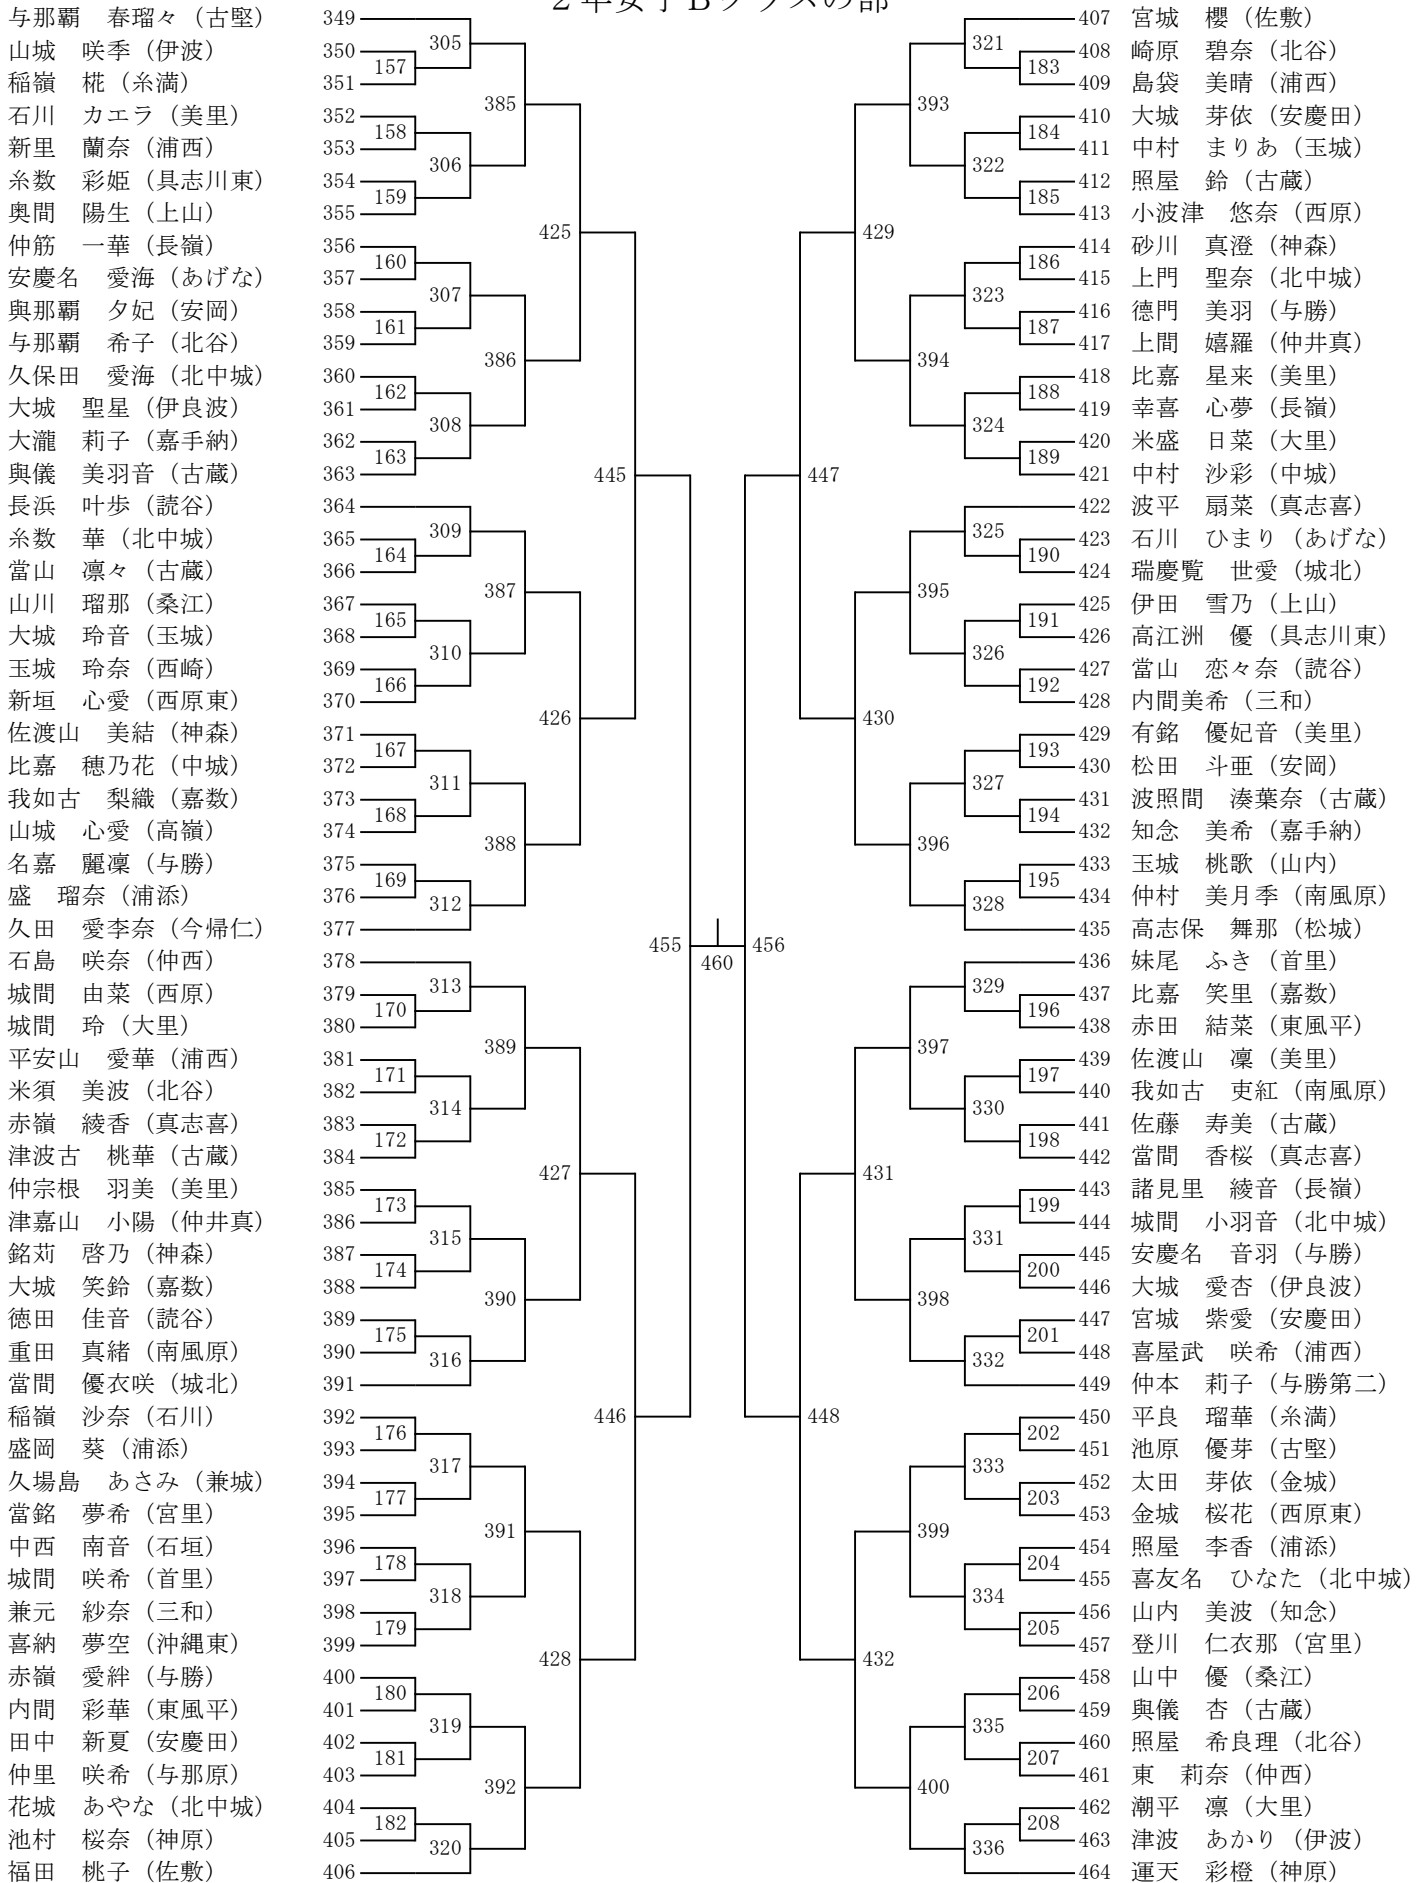 2年女子Bクラスの部
与那覇　春瑠々（古堅） 349
山城　咲季（伊波） 350
稲嶺　椛（糸満） 351
石川　カエラ（美里） 352
新里　蘭奈（浦西） 353
糸数　彩姫（具志川東） 354
奥間　陽生（上山） 355
仲筋　一華（長嶺） 356
安慶名　愛海（あげな） 357
與那覇　夕妃（安岡） 358
与那覇　希子（北谷） 359
久保田　愛海（北中城） 360
大城　聖星（伊良波） 361
大瀧　莉子（嘉手納） 362
與儀　美羽音（古蔵） 363
長浜　叶歩（読谷） 364
糸数　華（北中城） 365
當山　凛々（古蔵） 366
山川　瑠那（桑江） 367
大城　玲音（玉城） 368
玉城　玲奈（西崎） 369
新垣　心愛（西原東） 370
佐渡山　美結（神森） 371
比嘉　穂乃花（中城） 372
我如古　梨織（嘉数） 373
山城　心愛（高嶺） 374
名嘉　麗凜（与勝） 375
盛　瑠奈（浦添） 376
久田　愛李奈（今帰仁） 377
石島　咲奈（仲西） 378
城間　由菜（西原） 379
城間　玲（大里） 380
平安山　愛華（浦西） 381
米須　美波（北谷） 382
赤嶺　綾香（真志喜） 383
津波古　桃華（古蔵） 384
仲宗根　羽美（美里） 385
津嘉山　小陽（仲井真） 386
銘苅　啓乃（神森） 387
大城　笑鈴（嘉数） 388
徳田　佳音（読谷） 389
重田　真緒（南風原） 390
當間　優衣咲（城北） 391
稲嶺　沙奈（石川） 392
盛岡　葵（浦添） 393
久場島　あさみ（兼城） 394
當銘　夢希（宮里） 395
中西　南音（石垣） 396
城間　咲希（首里） 397
兼元　紗奈（三和） 398
喜納　夢空（沖縄東） 399
赤嶺　愛絆（与勝） 400
内間　彩華（東風平） 401
田中　新夏（安慶田） 402
仲里　咲希（与那原） 403
花城　あやな（北中城） 404
池村　桜奈（神原） 405
福田　桃子（佐敷） 406
157
158
159
160
161
162
163
164
165
166
167
168
169
170
171
172
173
174
175
176
177
178
179
180
181
182
305
306
307
308
309
310
311
312
313
314
315
316
317
318
319
320
385
386
387
388
389
390
391
392
425
426
427
428
445
446
455
460
456
447
448
429
430
431
432
393
394
395
396
397
398
399
400
321
322
323
324
325
326
327
328
329
330
331
332
333
334
335
336
183
184
185
186
187
188
189
190
191
192
193
194
195
196
197
198
199
200
201
202
203
204
205
206
207
208
407 宮城　櫻（佐敷）
408 崎原　碧奈（北谷）
409 島袋　美晴（浦西）
410 大城　芽依（安慶田）
411 中村　まりあ（玉城）
412 照屋　鈴（古蔵）
413 小波津　悠奈（西原）
414 砂川　真澄（神森）
415 上門　聖奈（北中城）
416 德門　美羽（与勝）
417 上間　嬉羅（仲井真）
418 比嘉　星来（美里）
419 幸喜　心夢（長嶺）
420 米盛　日菜（大里）
421 中村　沙彩（中城）
422 波平　扇菜（真志喜）
423 石川　ひまり（あげな）
424 瑞慶覧　世愛（城北）
425 伊田　雪乃（上山）
426 高江洲　優（具志川東）
427 當山　恋々奈（読谷）
428 内間美希（三和）
429 有銘　優妃音（美里）
430 松田　斗亜（安岡）
431 波照間　湊葉奈（古蔵）
432 知念　美希（嘉手納）
433 玉城　桃歌（山内）
434 仲村　美月季（南風原）
435 高志保　舞那（松城）
436 妹尾　ふき（首里）
437 比嘉　笑里（嘉数）
438 赤田　結菜（東風平）
439 佐渡山　凜（美里）
440 我如古　吏紅（南風原）
441 佐藤　寿美（古蔵）
442 當間　香桜（真志喜）
443 諸見里　綾音（長嶺）
444 城間　小羽音（北中城）
445 安慶名　音羽（与勝）
446 大城　愛杏（伊良波）
447 宮城　紫愛（安慶田）
448 喜屋武　咲希（浦西）
449 仲本　莉子（与勝第二）
450 平良　瑠華（糸満）
451 池原　優芽（古堅）
452 太田　芽依（金城）
453 金城　桜花（西原東）
454 照屋　李香（浦添）
455 喜友名　ひなた（北中城）
456 山内　美波（知念）
457 登川　仁衣那（宮里）
458 山中　優（桑江）
459 與儀　杏（古蔵）
460 照屋　希良理（北谷）
461 東　莉奈（仲西）
462 潮平　凛（大里）
463 津波　あかり（伊波）
464 運天　彩橙（神原）